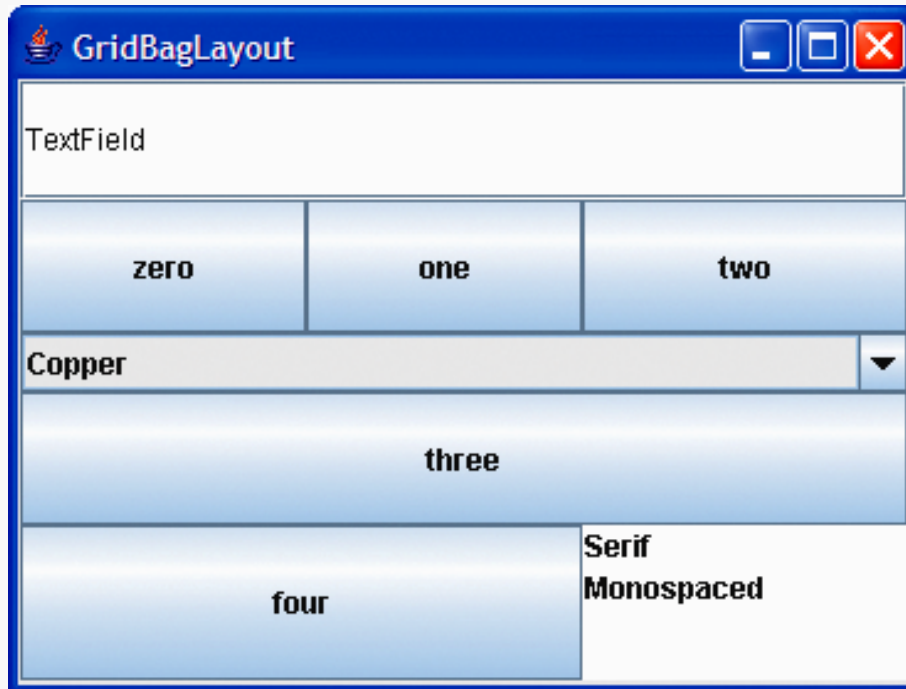 GridBagLayout
TextField
zero one two
Copper
three
four
Serif
Monospaced